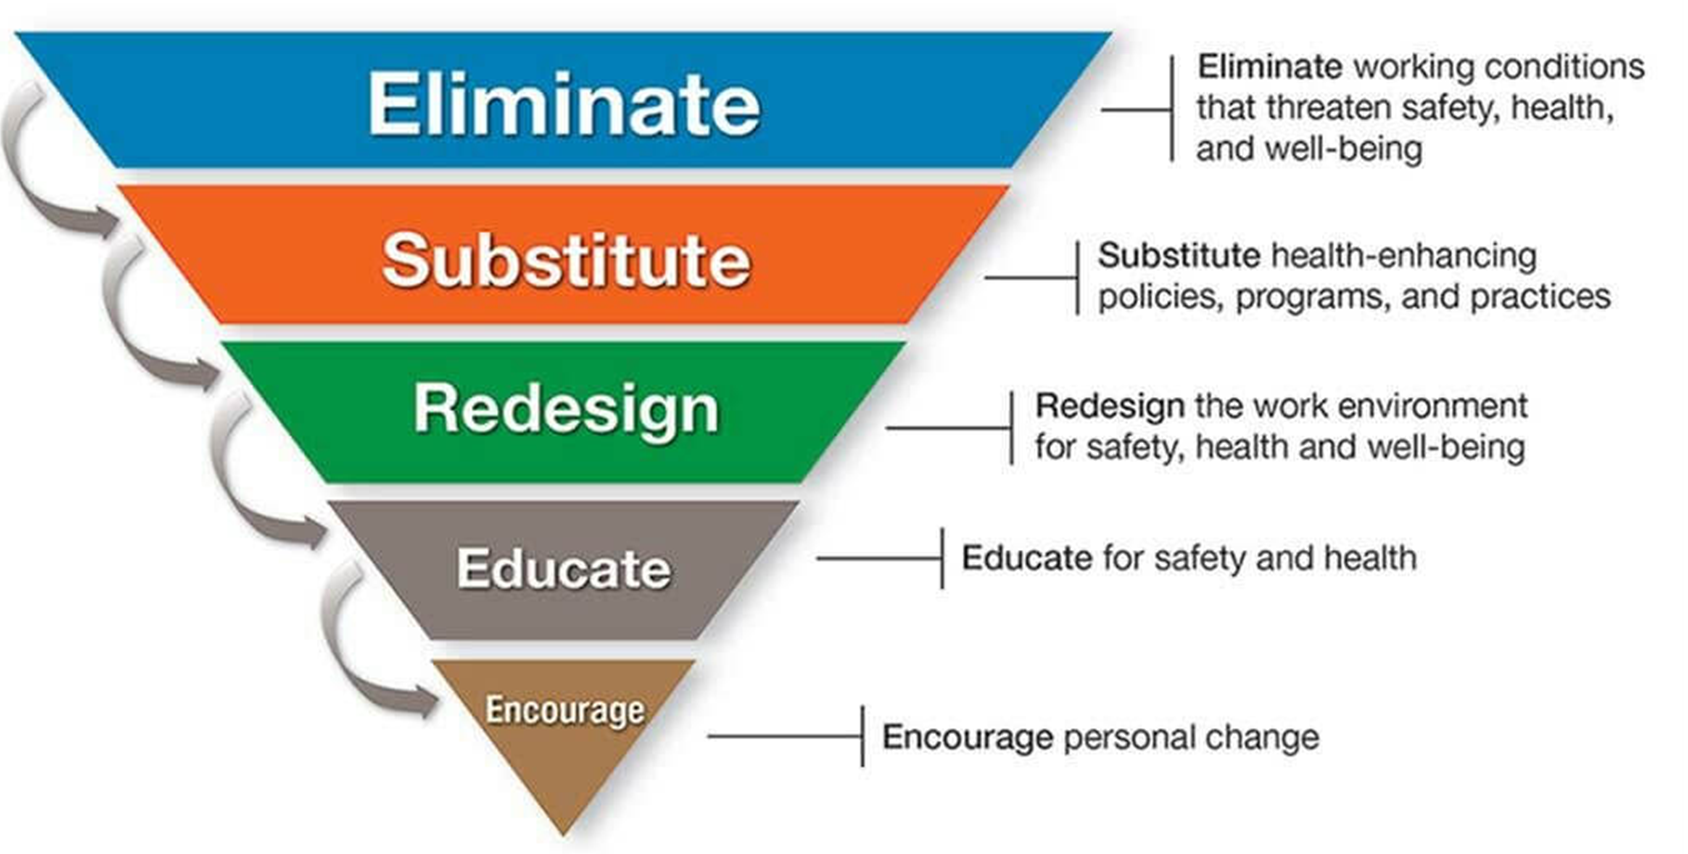 Eliminate
Eliminate working conditions
that threaten safety, health,
and well-being
Substitute
Substitute health-enhancing
policies, programs, and practices
Redesign
Redesign the work environment
for safety, health and well-being
Educate
Educate for safety and health
Encourage
Encourage personal change